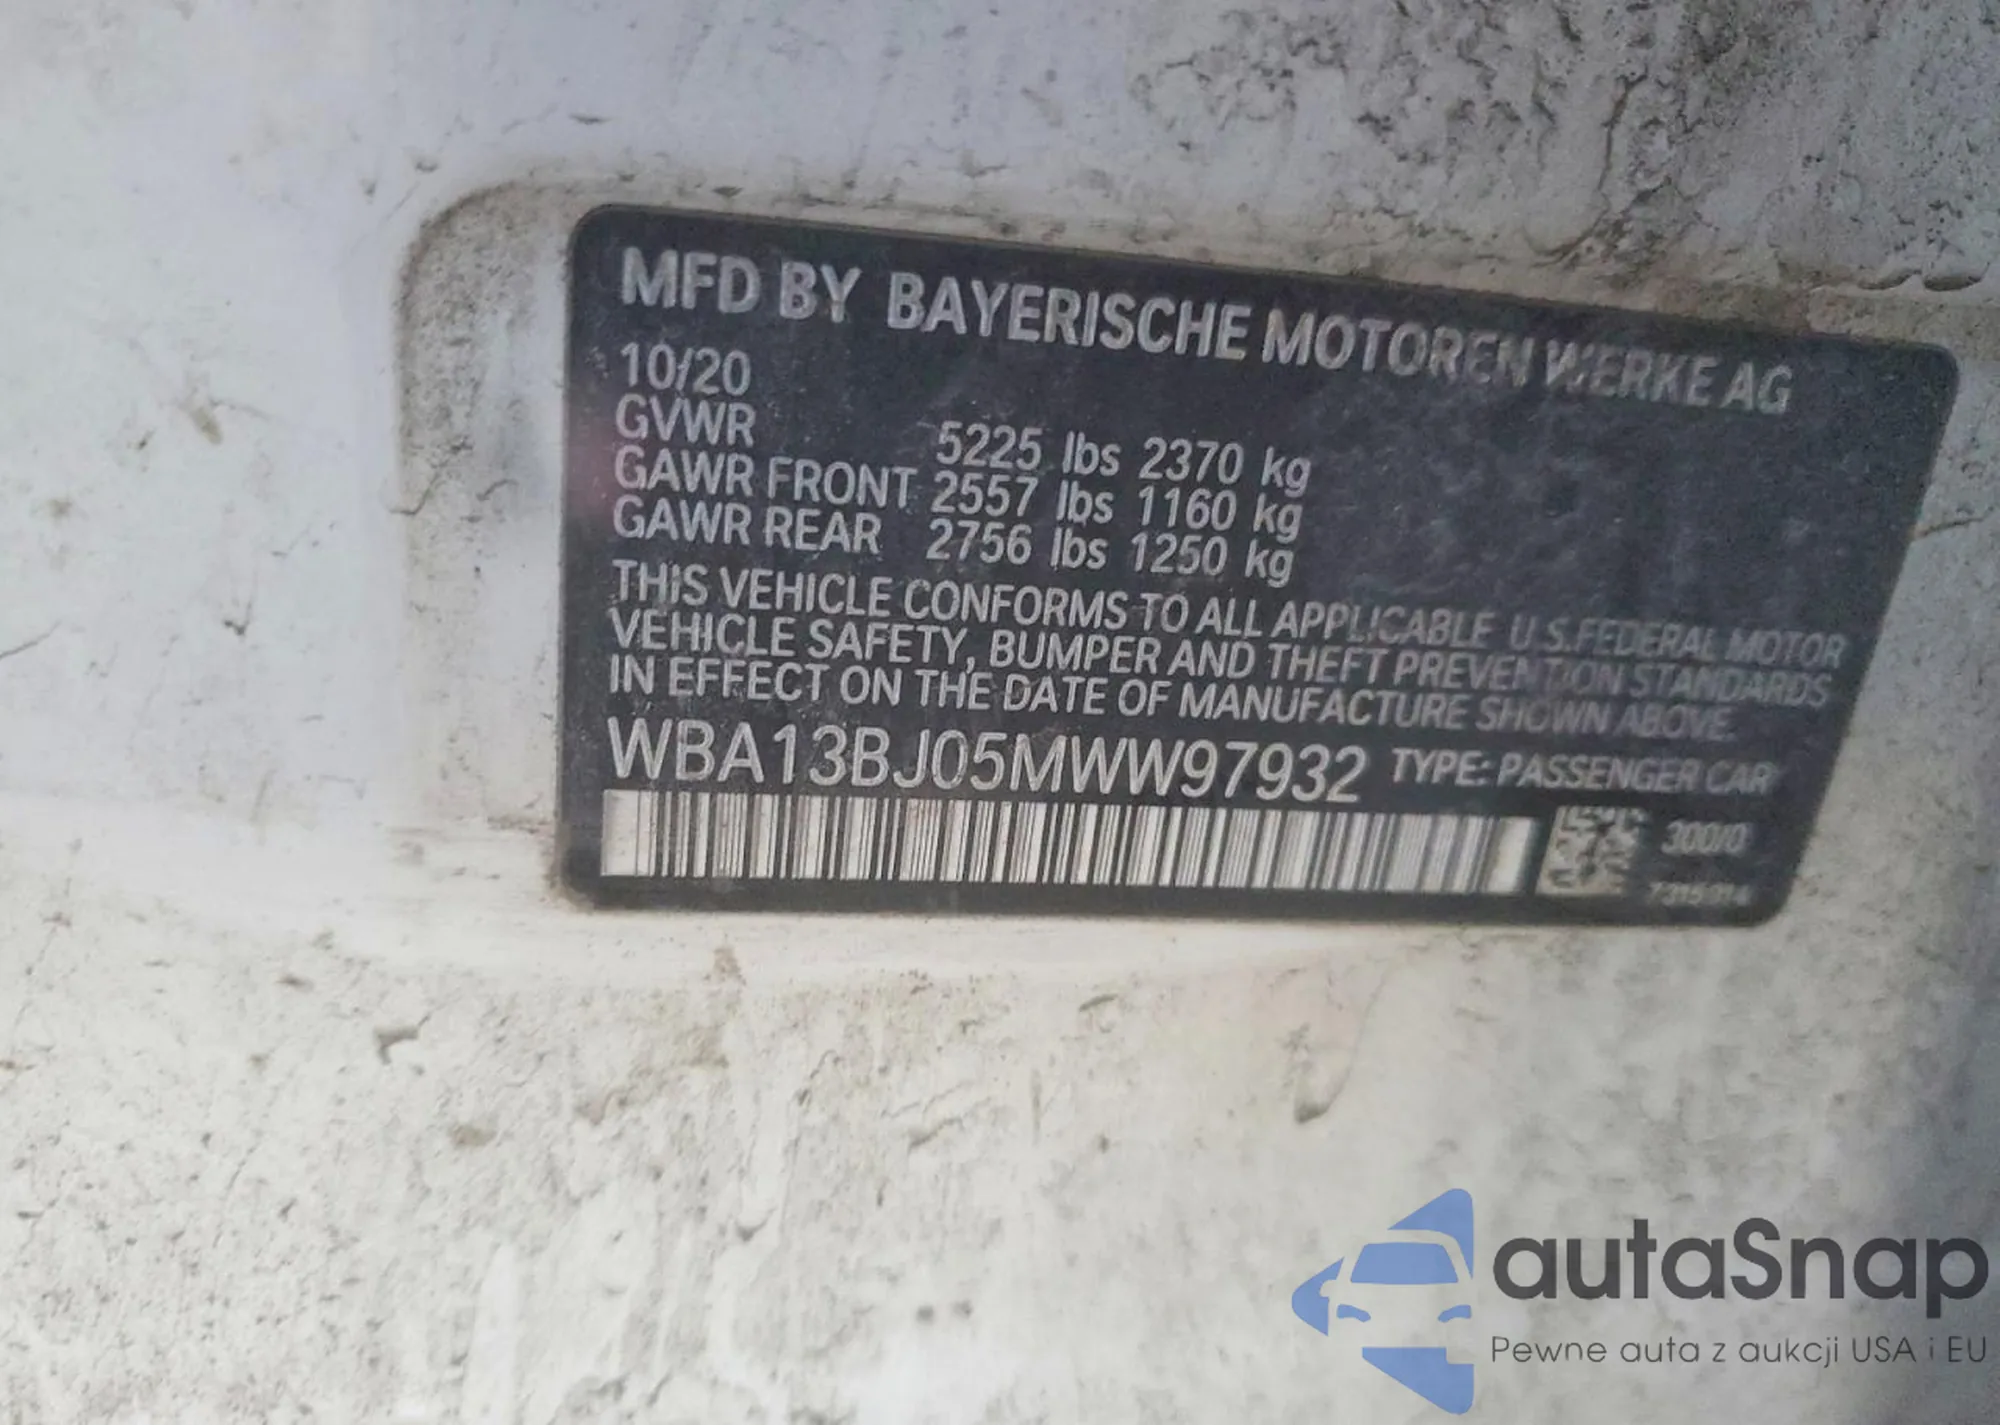 MFD BY BAYERISCHE MOTOREN WERKE AG
10/20
GVWR 5225 lbs 2370 kg
GAWR FRONT 2557 lbs 1160 kg
GAWR REAR 2756 lbs 1250 kg
THIS VEHICLE CONFORMS TO ALL APPLICABLE U.S.FEDERAL MOTOR
VEHICLE SAFETY, BUMPER AND THEFT PREVENTION STANDARDS
IN EFFECT ON THE DATE OF MANUFACTURE SHOWN ABOVE.
WBA13BJ05MWW97932 TYPE: PASSENGER CAR
300/0
autaSnap
Pewne auta z aukcji USA i EU